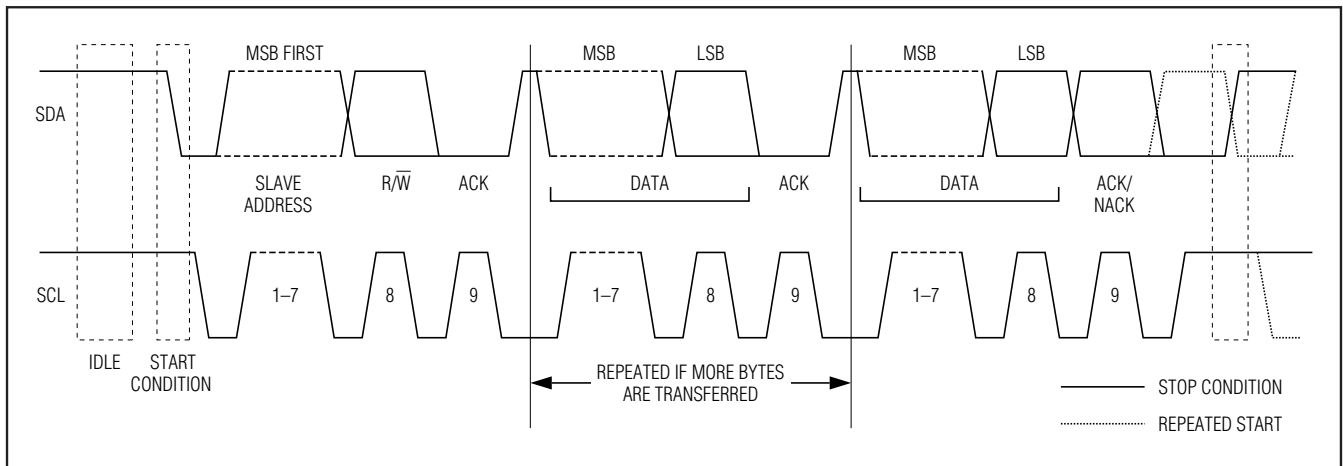 MSB FIRST
MSB
LSB
MSB
LSB
SDA
SLAVE
ADDRESS
R/W̅
ACK
DATA
ACK
DATA
ACK/
NACK
SCL
1–7
8
9
1–7
8
9
1–7
8
9
IDLE
START
CONDITION
REPEATED IF MORE BYTES
ARE TRANSFERRED
STOP CONDITION
REPEATED START